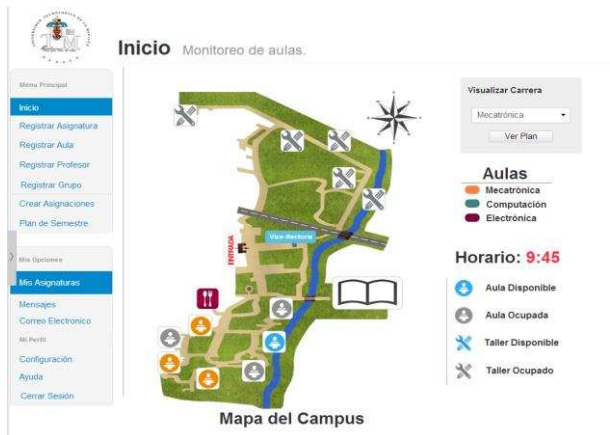 Inicio Monitoreo de aulas.
Menu Principal
Inicio
Registrar Asignatura
Registrar Aula
Registrar Profesor
Registrar Grupo
Crear Asignaciones
Plan de Semestre
Mis Opciones
Mis Asignaturas
Mensajes
Correo Electronico
Mi Perfil
Configuración
Ayuda
Cerrar Sesión
Vice-Rectoría
ENTRADA
Mapa del Campus
Visualizar Carrera
Mecatrónica
Ver Plan
Aulas
Mecatrónica
Computación
Electrónica
Horario: 9:45
Aula Disponible
Aula Ocupada
Taller Disponible
Taller Ocupado